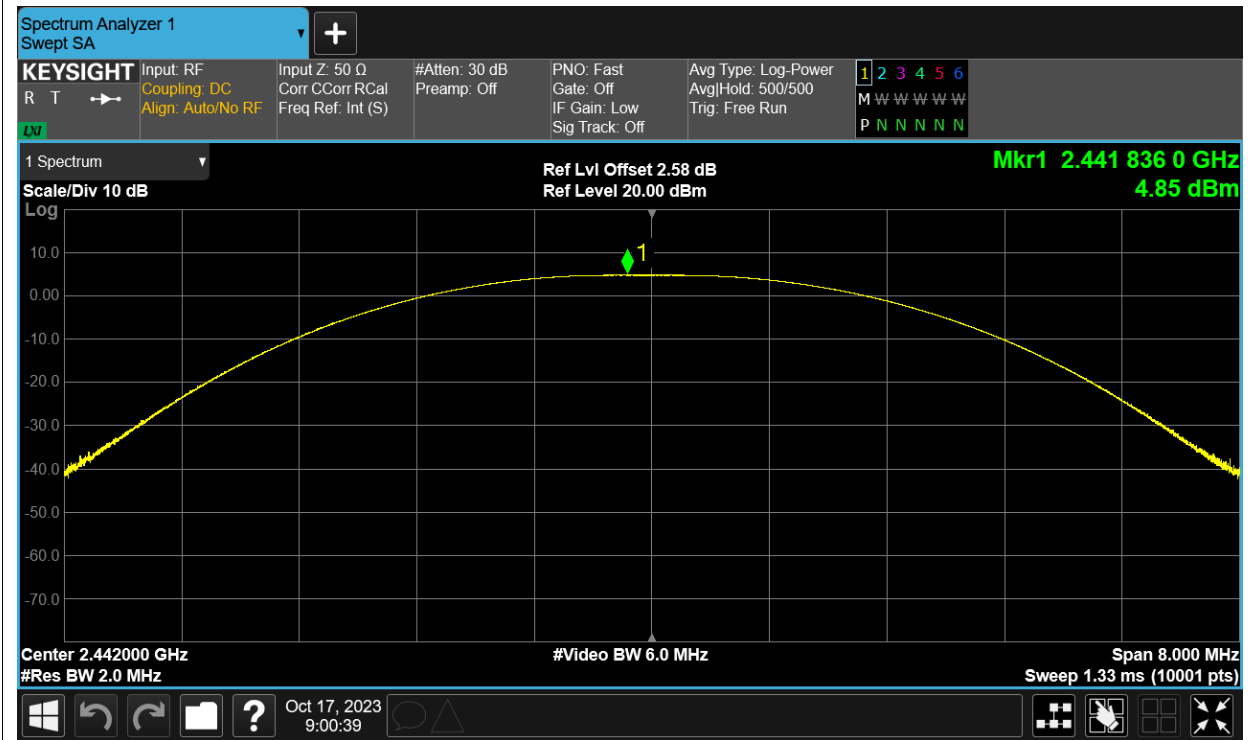 Spectrum Analyzer 1
Swept SA
KEYSIGHT
R T
LXI
Input: RF
Coupling: DC
Align: Auto/No RF
Input Z: 50 Ω
Corr CCorr RCal
Freq Ref: Int (S)
#Atten: 30 dB
Preamp: Off
PNO: Fast
Gate: Off
IF Gain: Low
Sig Track: Off
Avg Type: Log-Power
Avg|Hold: 500/500
Trig: Free Run
1 2 3 4 5 6
M W W W W W W
P N N N N N N
1 Spectrum
Scale/Div 10 dB
Log
Ref Lvl Offset 2.58 dB
Ref Level 20.00 dBm
Mkr1 2.441 836 0 GHz
4.85 dBm
1
10.0
0.00
-10.0
-20.0
-30.0
-40.0
-50.0
-60.0
-70.0
Center 2.442000 GHz
#Res BW 2.0 MHz
#Video BW 6.0 MHz
Span 8.000 MHz
Sweep 1.33 ms (10001 pts)
?
Oct 17, 2023
9:00:39